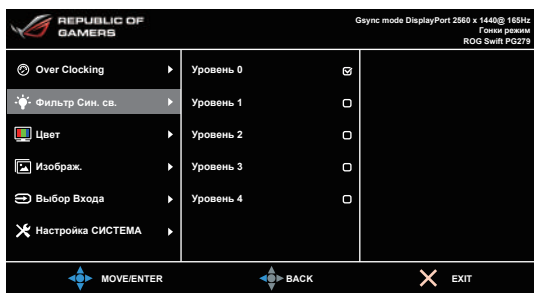 REPUBLIC OF
GAMERS
Gsync mode DisplayPort 2560 x 1440@ 165Hz
Гонки режим
ROG Swift PG279
Over Clocking
Фильтр Син. св.
Цвет
Изображ.
Выбор Входа
Настройка СИСТЕМА
Уровень 0
Уровень 1
Уровень 2
Уровень 3
Уровень 4
MOVE/ENTER
BACK
EXIT